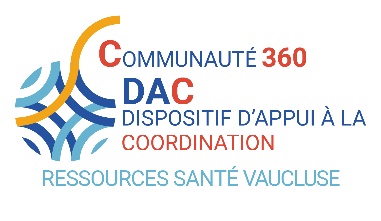 COMMUNAUTÉ 360
DAC
DISPOSITIF D'APPUI À LA
COORDINATION
RESSOURCES SANTÉ VAUCLUSE